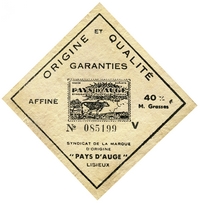 ORIGINE ET QUALITÉ
GARANTIES
AFFINÉ
40 %
M. Grasses
PAYS D'AUGE
Nº 085199 V
SYNDICAT DE LA MARQUE
D'ORIGINE
"PAYS D'AUGE"
LISIEUX